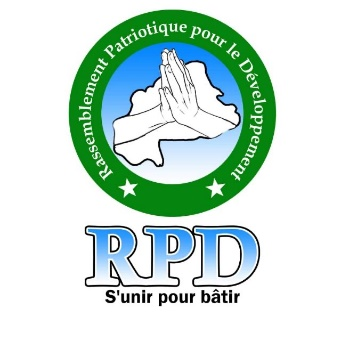 Rassemblement Patriotique pour le Développement
RPD
S'unir pour bâtir